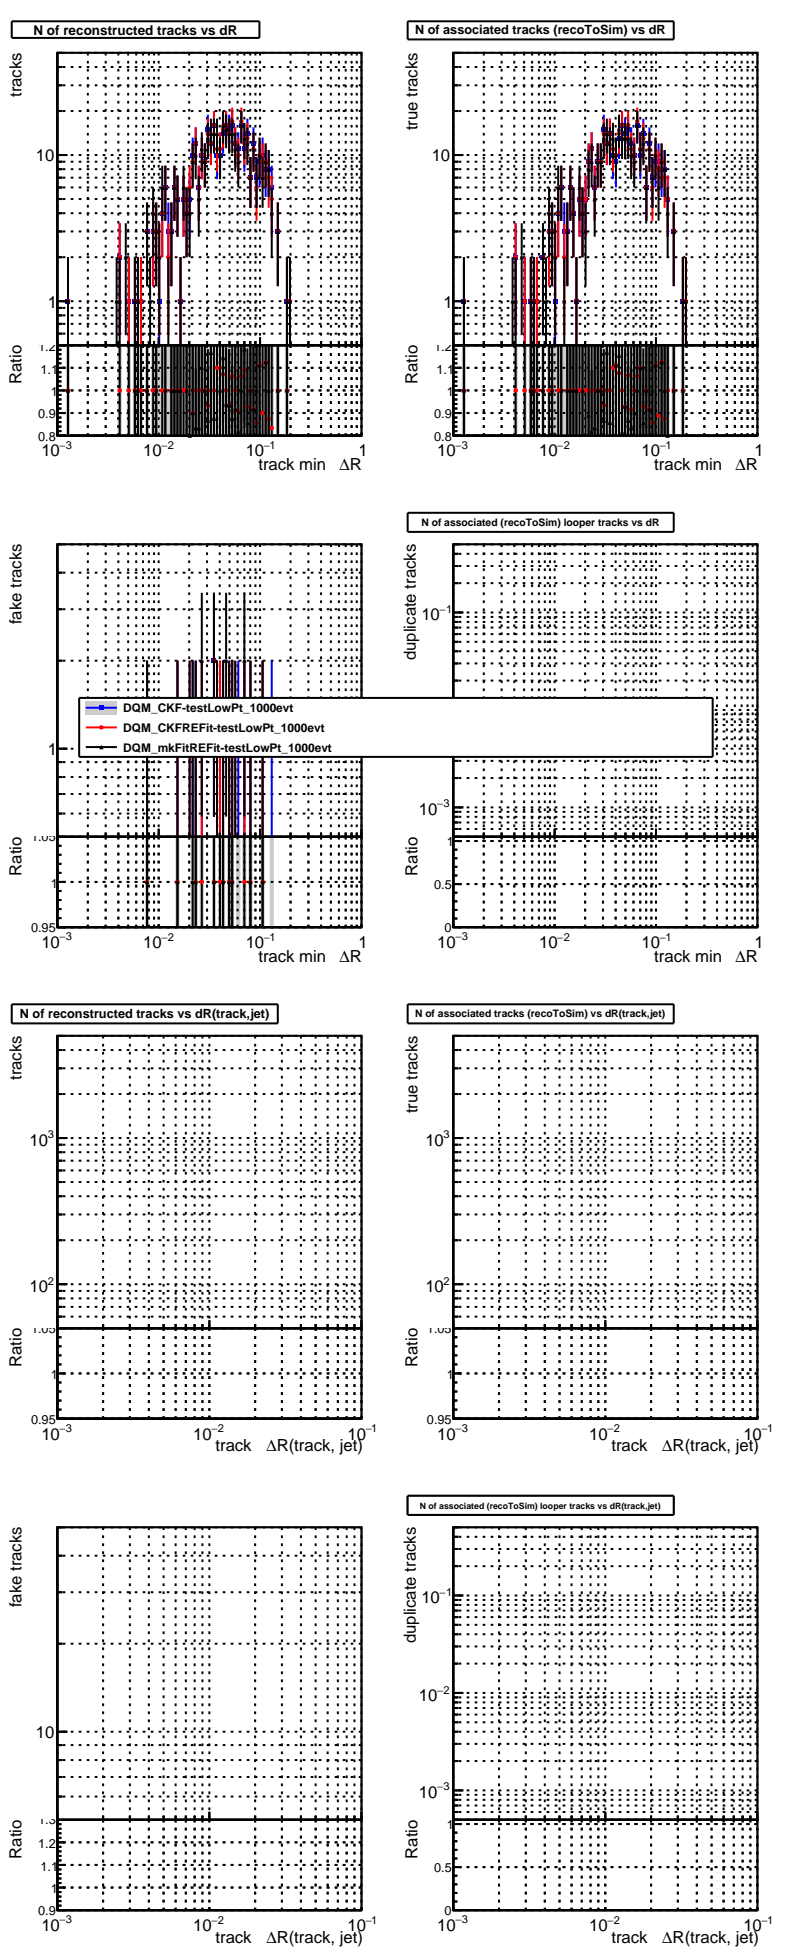 N of reconstructed tracks vs dR
N of associated tracks (recoToSim) vs dR
tracks
10
1
Ratio
1.2
1.1
1
0.9
0.8
10−3
10−2
10−1
1
track min ΔR
true tracks
10
1
Ratio
1.2
1.1
1
0.9
0.8
10−3
10−2
10−1
1
track min ΔR
N of associated (recoToSim) looper tracks vs dR
fake tracks
1
Ratio
1.05
1
0.95
10−3
10−2
10−1
1
track min ΔR
duplicate tracks
10−1
10−3
Ratio
1
0.5
0
10−3
10−2
10−1
1
track min ΔR
DQM_CKF-testLowPt_1000evt
DQM_CKFREFit-testLowPt_1000evt
DQM_mkFitREFit-testLowPt_1000evt
N of reconstructed tracks vs dR(track,jet)
N of associated tracks (recoToSim) vs dR(track,jet)
tracks
103
102
Ratio
1.05
1
0.95
10−3
10−2
10−1
track ΔR(track, jet)
true tracks
103
102
Ratio
1.05
1
0.95
10−3
10−2
10−1
track ΔR(track, jet)
N of associated (recoToSim) looper tracks vs dR(track,jet)
fake tracks
10
Ratio
1.3
1.2
1.1
1
0.9
10−3
10−2
10−1
track ΔR(track, jet)
duplicate tracks
10−1
10−2
10−3
Ratio
1
0.5
0
10−3
10−2
10−1
track ΔR(track, jet)